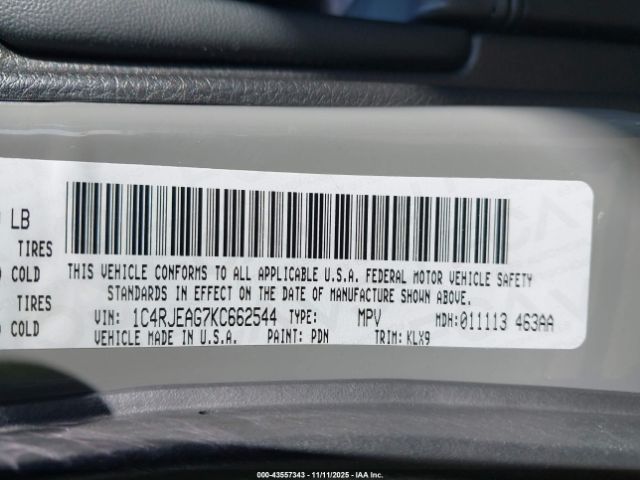 LB
TIRES
COLD
TIRES
COLD
THIS VEHICLE CONFORMS TO ALL APPLICABLE U.S.A. FEDERAL MOTOR VEHICLE SAFETY
STANDARDS IN EFFECT ON THE DATE OF MANUFACTURE SHOWN ABOVE.
VIN: 1C4RJEAG7KC662544 TYPE: MPV MDH:011113 463AA
VEHICLE MADE IN U.S.A. PAINT: PDN TRIM: KLX9
000-43557343 - 11/11/2025 - IAA Inc.